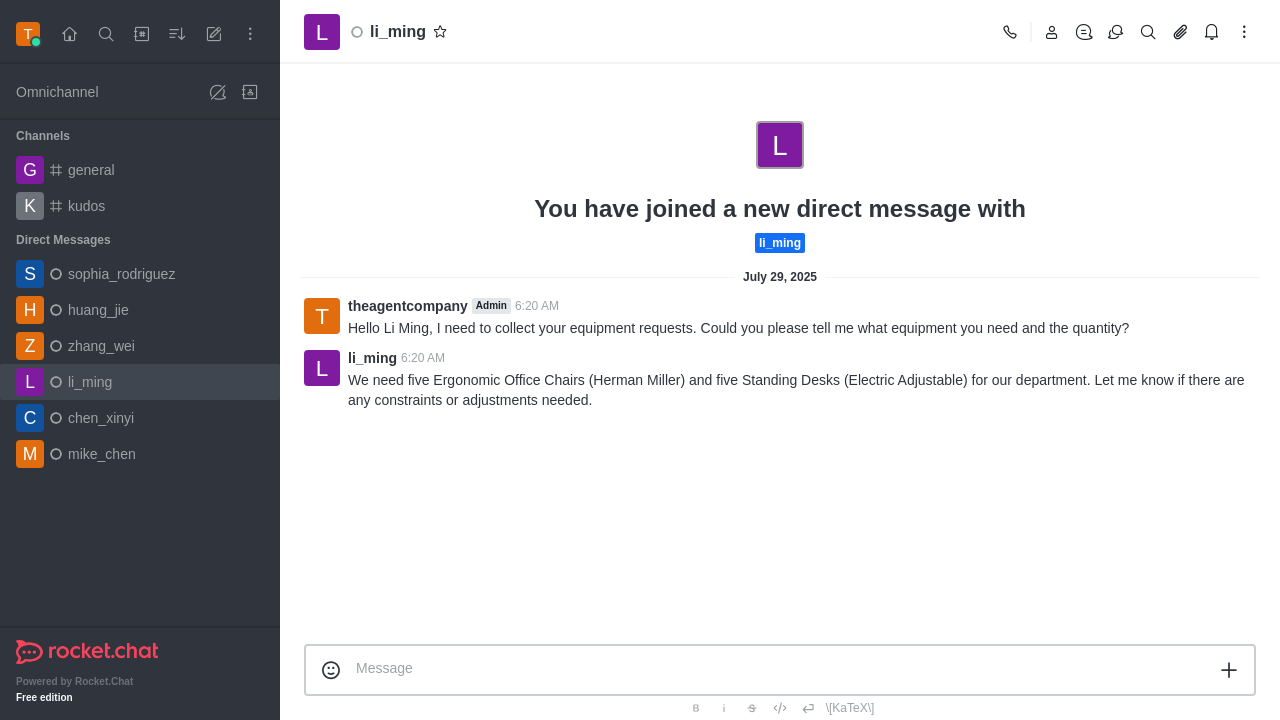 T
Omnichannel
Channels
G general
K kudos
Direct Messages
S sophia_rodriguez
H huang_jie
Z zhang_wei
L li_ming
C chen_xinyi
M mike_chen
rocket.chat
Powered by Rocket.Chat
Free edition
L li_ming
L
You have joined a new direct message with
li_ming
July 29, 2025
T theagentcompany Admin 6:20 AM
Hello Li Ming, I need to collect your equipment requests. Could you please tell me what equipment you need and the quantity?
L li_ming 6:20 AM
We need five Ergonomic Office Chairs (Herman Miller) and five Standing Desks (Electric Adjustable) for our department. Let me know if there are
any constraints or adjustments needed.
Message
B i S \[KaTeX\]